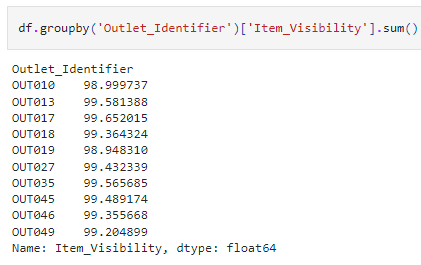 df.groupby('Outlet_Identifier')['Item_Visibility'].sum()
Outlet_Identifier
OUT010    98.999737
OUT013    99.581388
OUT017    99.652015
OUT018    99.364324
OUT019    98.948310
OUT027    99.432339
OUT035    99.565685
OUT045    99.489174
OUT046    99.355668
OUT049    99.204899
Name: Item_Visibility, dtype: float64